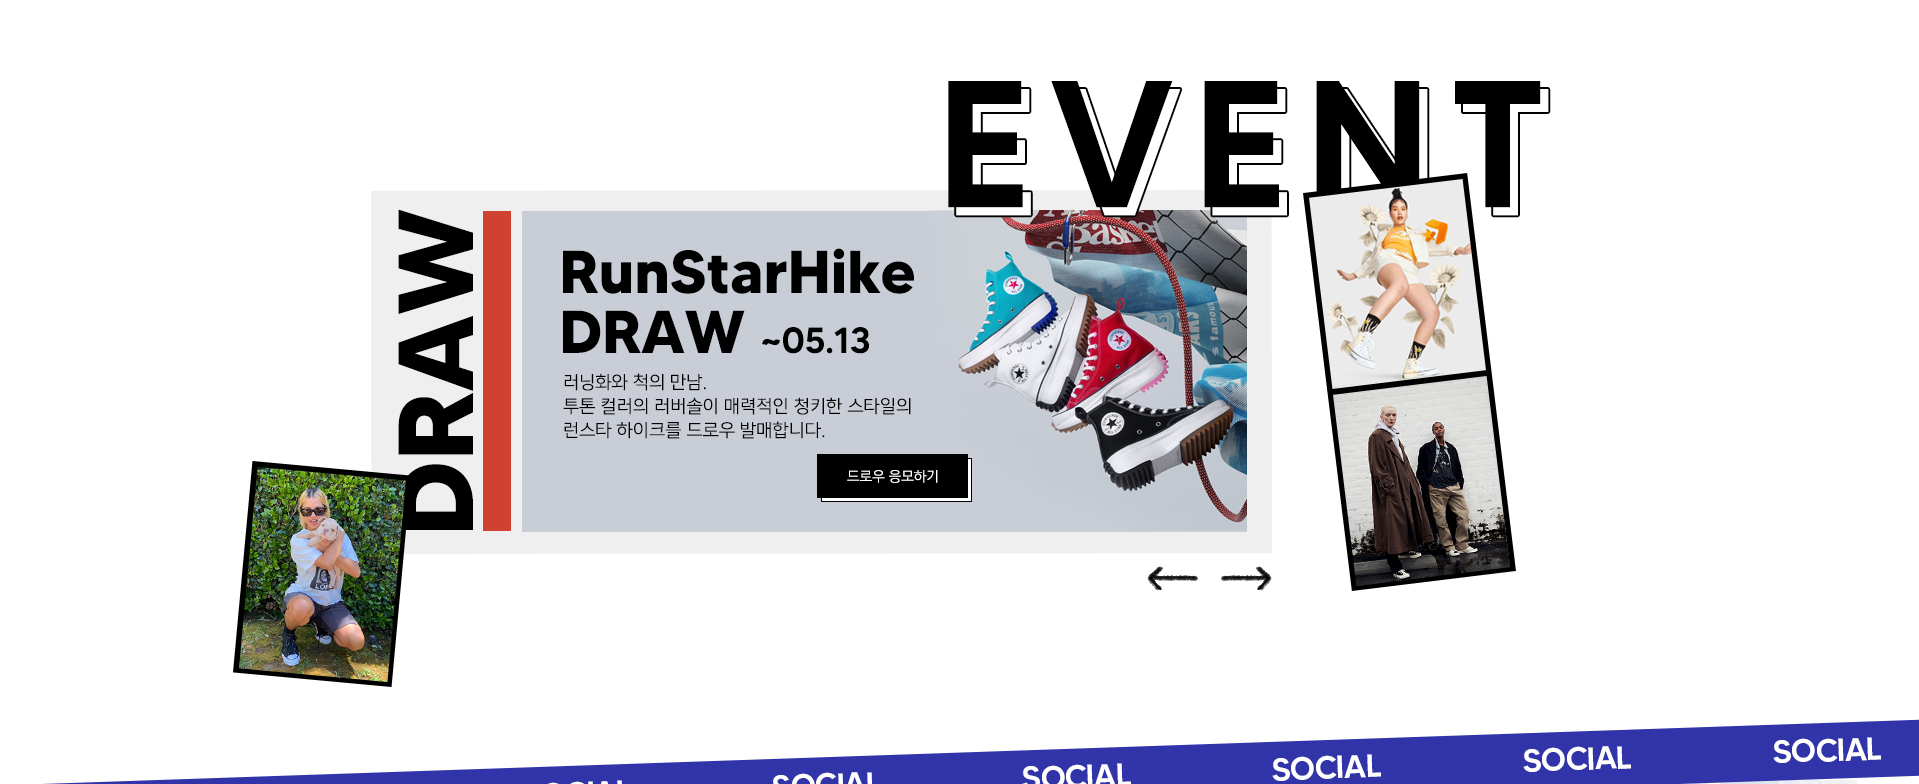 EVENT
DRAW
RunStarHike
DRAW ~05.13
러닝화와 척의 만남.
투톤 컬러의 러버솔이 매력적인 청키한 스타일의
런스타 하이크를 드로우 발매합니다.
드로우 응모하기
Basket
SOCIAL SOCIAL SOCIAL SOCIAL SOCIAL SOCIAL